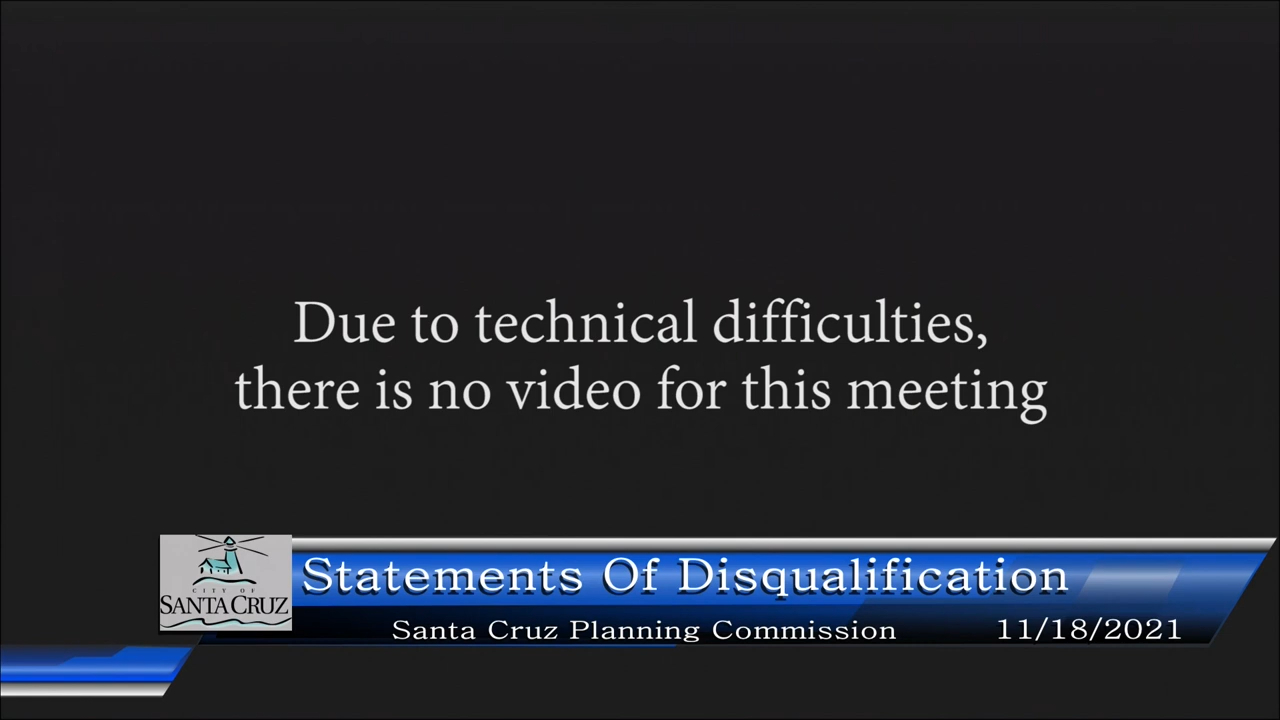 Due to technical difficulties,
there is no video for this meeting
CITY OF
SANTA CRUZ
Statements Of Disqualification
Santa Cruz Planning Commission 11/18/2021